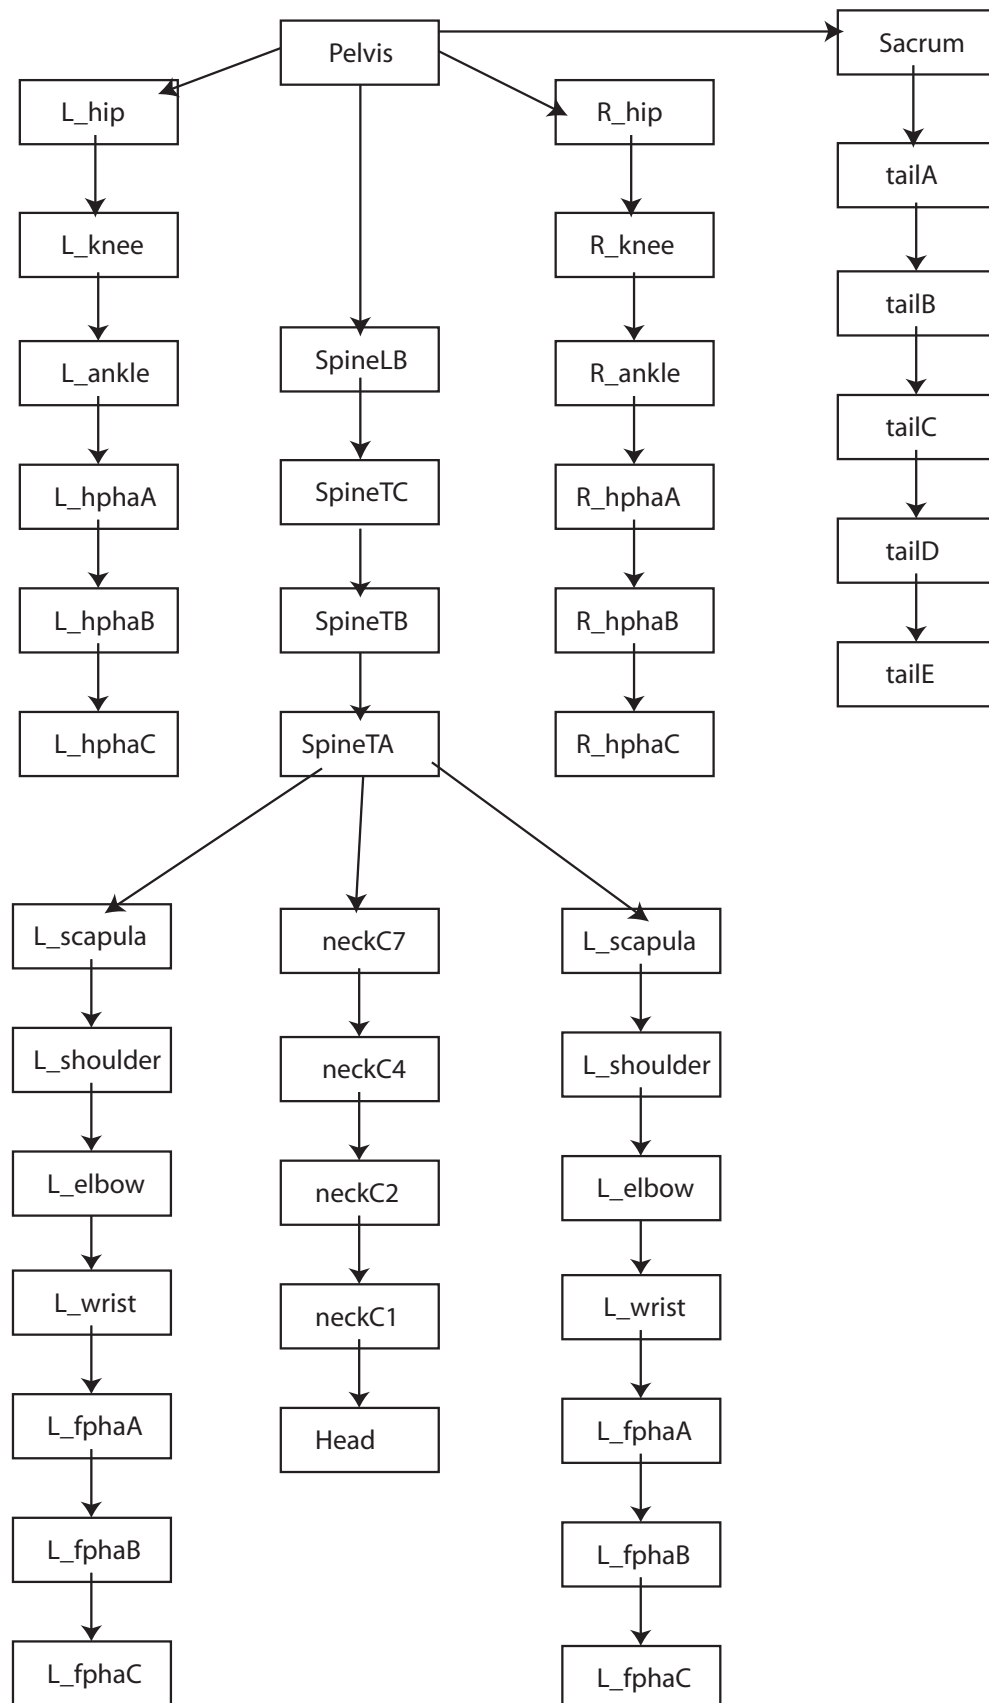 Pelvis
Sacrum
L_hip
R_hip
tailA
L_knee
R_knee
tailB
L_ankle
SpineLB
R_ankle
tailC
L_hphaA
SpineTC
R_hphaA
tailD
L_hphaB
SpineTB
R_hphaB
tailE
L_hphaC
SpineTA
R_hphaC
L_scapula
neckC7
L_scapula
L_shoulder
neckC4
L_shoulder
L_elbow
neckC2
L_elbow
L_wrist
neckC1
L_wrist
L_fphaA
Head
L_fphaA
L_fphaB
L_fphaB
L_fphaC
L_fphaC